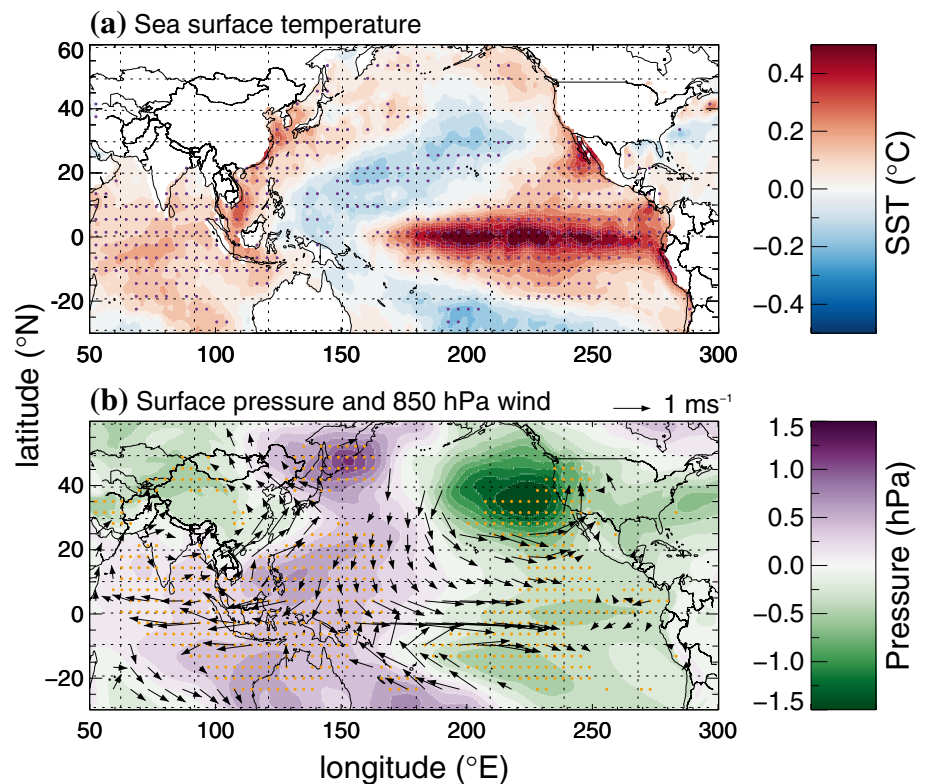 (a) Sea surface temperature
60
40
20
0
-20
50 100 150 200 250 300
0.4
0.2
0.0
-0.2
-0.4
SST (°C)
latitude (°N)
(b) Surface pressure and 850 hPa wind 1 ms⁻¹
40
20
0
-20
50 100 150 200 250 300
longitude (°E)
1.5
1.0
0.5
0.0
-0.5
-1.0
-1.5
Pressure (hPa)